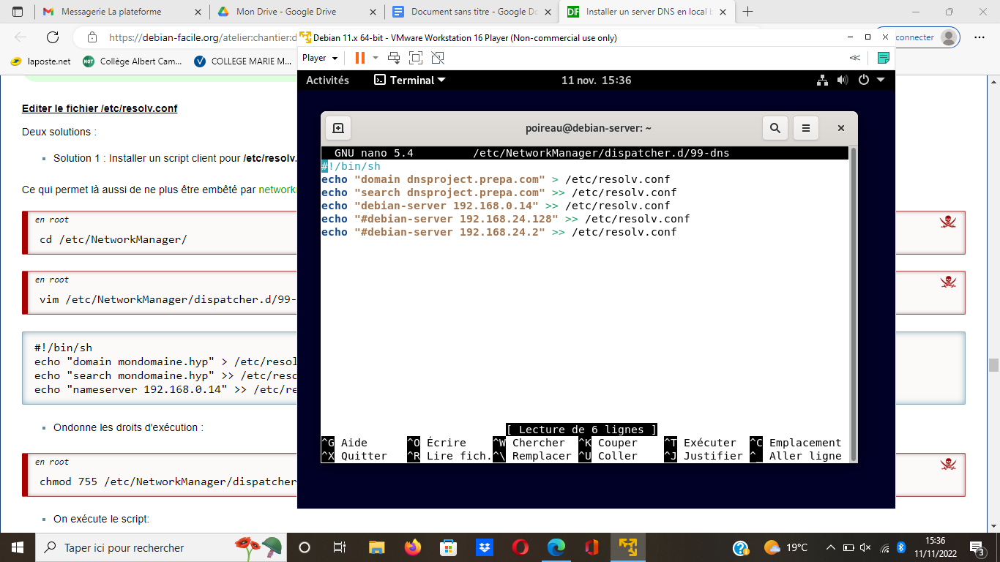 Messagerie La plateforme
Mon Drive - Google Drive
Document sans titre - Google Do
Installer un server DNS en local b
https://debian-facile.org/atelier:chantier:d
connecter
laposte.net
Collège Albert Cam...
COLLEGE MARIE M...
Debian 11.x 64-bit - VMware Workstation 16 Player (Non-commercial use only)
Player
Activités
Terminal
11 nov. 15:36
poireau@debian-server: ~
GNU nano 5.4 /etc/NetworkManager/dispatcher.d/99-dns
#!/bin/sh
echo "domain dnsproject.prepa.com" > /etc/resolv.conf
echo "search dnsproject.prepa.com" >> /etc/resolv.conf
echo "debian-server 192.168.0.14" >> /etc/resolv.conf
echo "#debian-server 192.168.24.128" >> /etc/resolv.conf
echo "#debian-server 192.168.24.2" >> /etc/resolv.conf
[ Lecture de 6 lignes ]
^G Aide ^O Écrire ^W Chercher ^K Couper ^T Exécuter ^C Emplacement
^X Quitter ^R Lire fich. ^\ Remplacer ^U Coller ^J Justifier ^_ Aller ligne
Editer le fichier /etc/resolv.conf
Deux solutions :
Solution 1 : Installer un script client pour /etc/resolv.
Ce qui permet là aussi de ne plus être embêté par network
en root
cd /etc/NetworkManager/
en root
vim /etc/NetworkManager/dispatcher.d/99-
#!/bin/sh
echo "domain mondomaine.hyp" > /etc/resol
echo "search mondomaine.hyp" >> /etc/reso
echo "nameserver 192.168.0.14" >> /etc/re
Ondonne les droits d'exécution :
en root
chmod 755 /etc/NetworkManager/dispatcher
On exécute le script:
Taper ici pour rechercher
19°C
15:36
11/11/2022
3